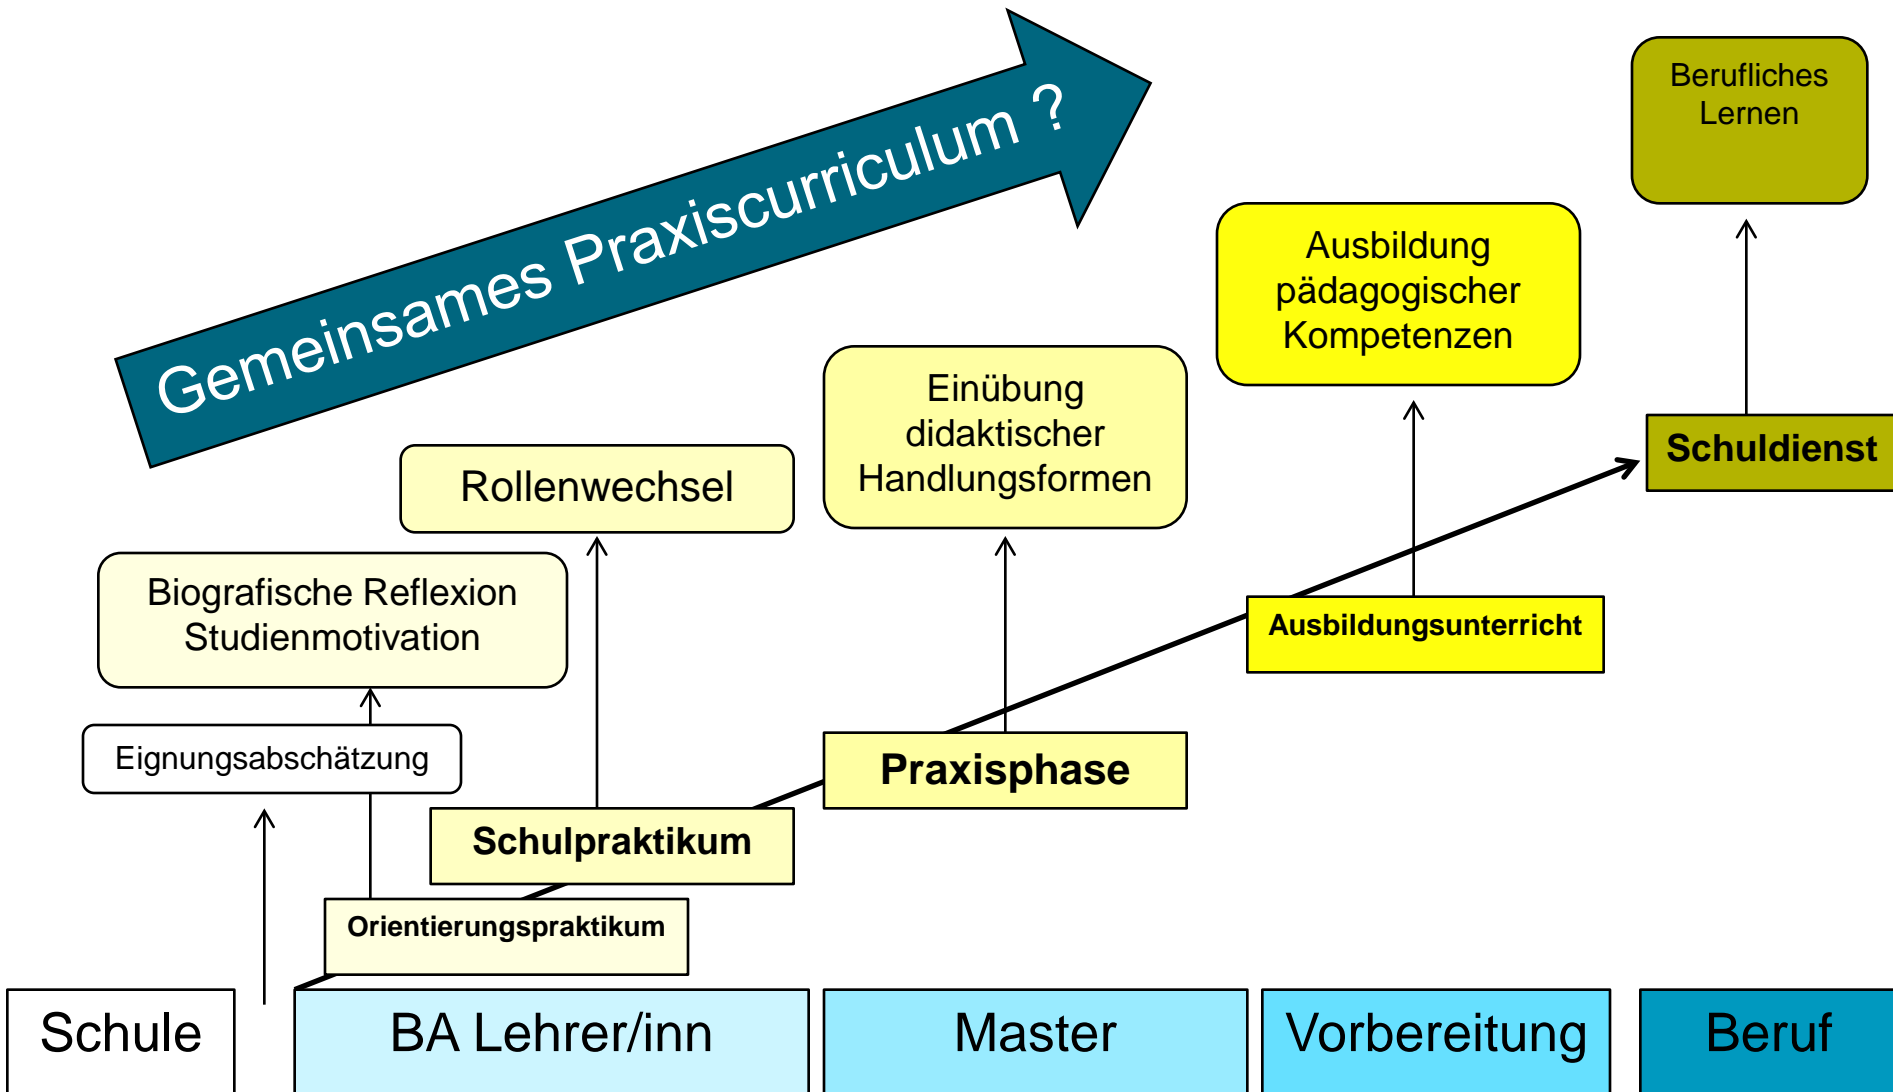 Gemeinsames Praxiscurriculum ?
Berufliches
Lernen
Ausbildung
pädagogischer
Kompetenzen
Einübung
didaktischer
Handlungsformen
Rollenwechsel
Schuldienst
Biografische Reflexion
Studienmotivation
Ausbildungsunterricht
Eignungsabschätzung
Praxisphase
Schulpraktikum
Orientierungspraktikum
Schule
BA Lehrer/inn
Master
Vorbereitung
Beruf